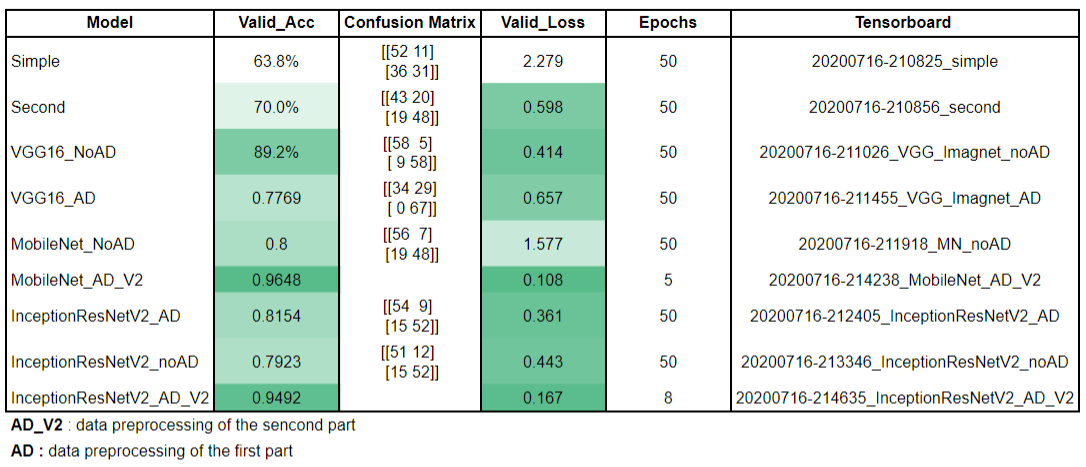 Model Valid_Acc Confusion Matrix Valid_Loss Epochs Tensorboard
Simple 63.8% [[52 11] [36 31]] 2.279 50 20200716-210825_simple
Second 70.0% [[43 20] [19 48]] 0.598 50 20200716-210856_second
VGG16_NoAD 89.2% [[58 5] [ 9 58]] 0.414 50 20200716-211026_VGG_Imagnet_noAD
VGG16_AD 0.7769 [[34 29] [ 0 67]] 0.657 50 20200716-211455_VGG_Imagnet_AD
MobileNet_NoAD 0.8 [[56 7] [19 48]] 1.577 50 20200716-211918_MN_noAD
MobileNet_AD_V2 0.9648 0.108 5 20200716-214238_MobileNet_AD_V2
InceptionResNetV2_AD 0.8154 [[54 9] [15 52]] 0.361 50 20200716-212405_InceptionResNetV2_AD
InceptionResNetV2_noAD 0.7923 [[51 12] [15 52]] 0.443 50 20200716-213346_InceptionResNetV2_noAD
InceptionResNetV2_AD_V2 0.9492 0.167 8 20200716-214635_InceptionResNetV2_AD_V2
AD_V2 : data preprocessing of the sencond part
AD : data preprocessing of the first part